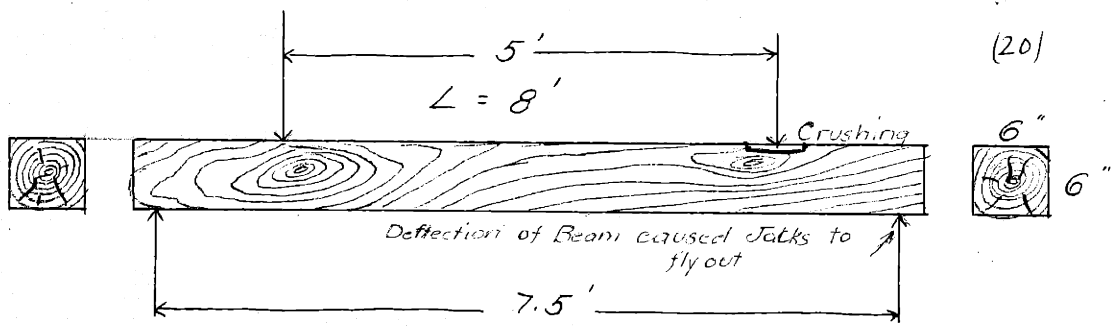 (20)
5'
L = 8'
Crushing
6"
6"
Deflection of Beam caused Jacks to
fly out
7.5'